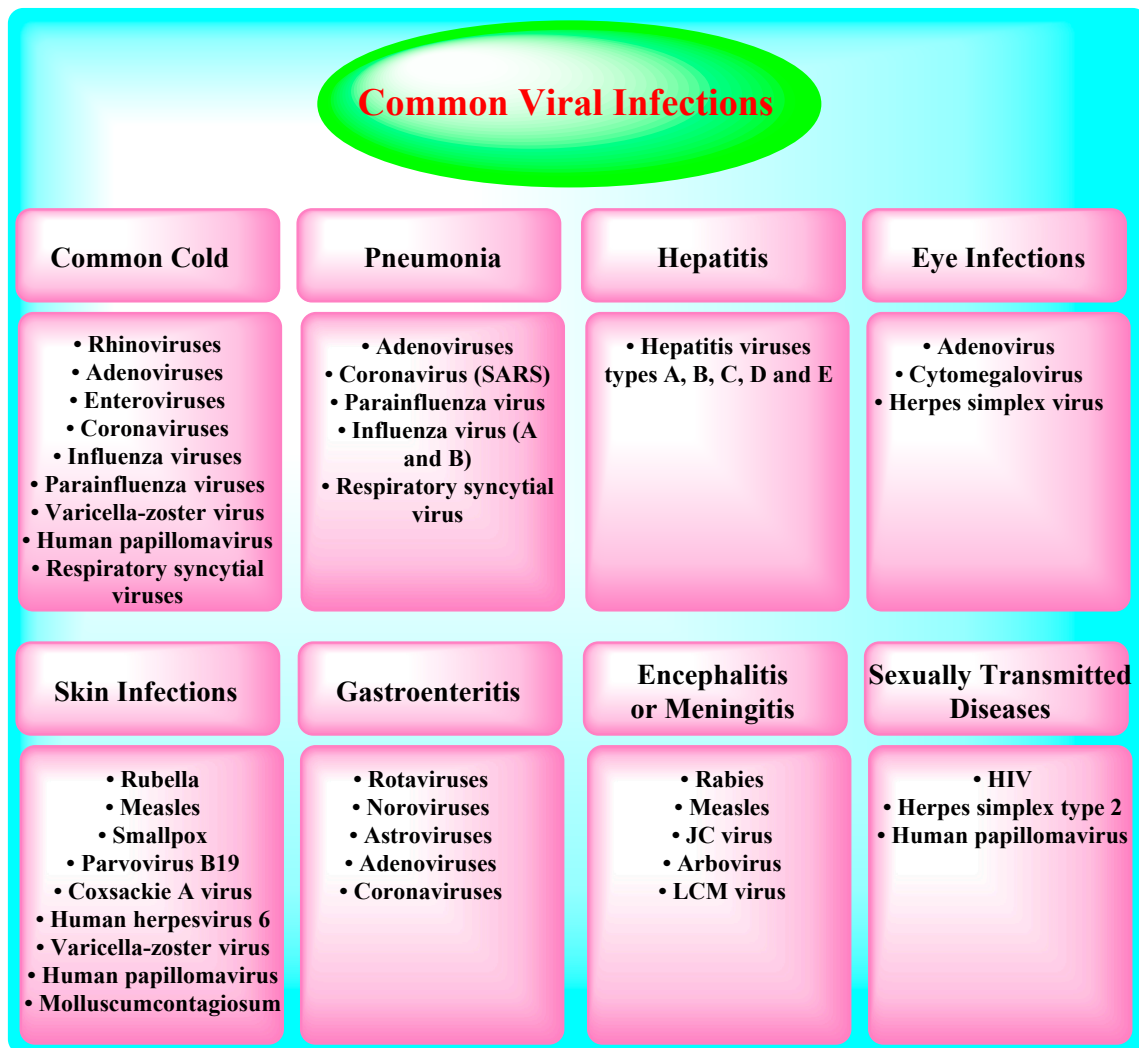 Common Viral Infections
Common Cold
• Rhinoviruses
• Adenoviruses
• Enteroviruses
• Coronaviruses
• Influenza viruses
• Parainfluenza viruses
• Varicella-zoster virus
• Human papillomavirus
• Respiratory syncytial
viruses
Pneumonia
• Adenoviruses
• Coronavirus (SARS)
• Parainfluenza virus
• Influenza virus (A
and B)
• Respiratory syncytial
virus
Hepatitis
• Hepatitis viruses
types A, B, C, D and E
Eye Infections
• Adenovirus
• Cytomegalovirus
• Herpes simplex virus
Skin Infections
• Rubella
• Measles
• Smallpox
• Parvovirus B19
• Coxsackie A virus
• Human herpesvirus 6
• Varicella-zoster virus
• Human papillomavirus
• Molluscumcontagiosum
Gastroenteritis
• Rotaviruses
• Noroviruses
• Astroviruses
• Adenoviruses
• Coronaviruses
Encephalitis
or Meningitis
• Rabies
• Measles
• JC virus
• Arbovirus
• LCM virus
Sexually Transmitted
Diseases
• HIV
• Herpes simplex type 2
• Human papillomavirus